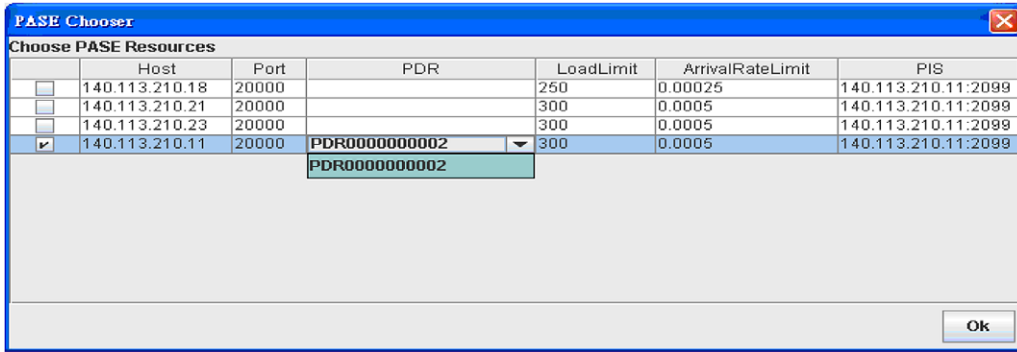 PASE Chooser
Choose PASE Resources
Host Port PDR LoadLimit ArrivalRateLimit PIS
140.113.210.18 20000 250 0.00025 140.113.210.11:2099
140.113.210.21 20000 300 0.0005 140.113.210.11:2099
140.113.210.23 20000 300 0.0005 140.113.210.11:2099
140.113.210.11 20000 PDR0000000002 300 0.0005 140.113.210.11:2099
PDR0000000002
Ok